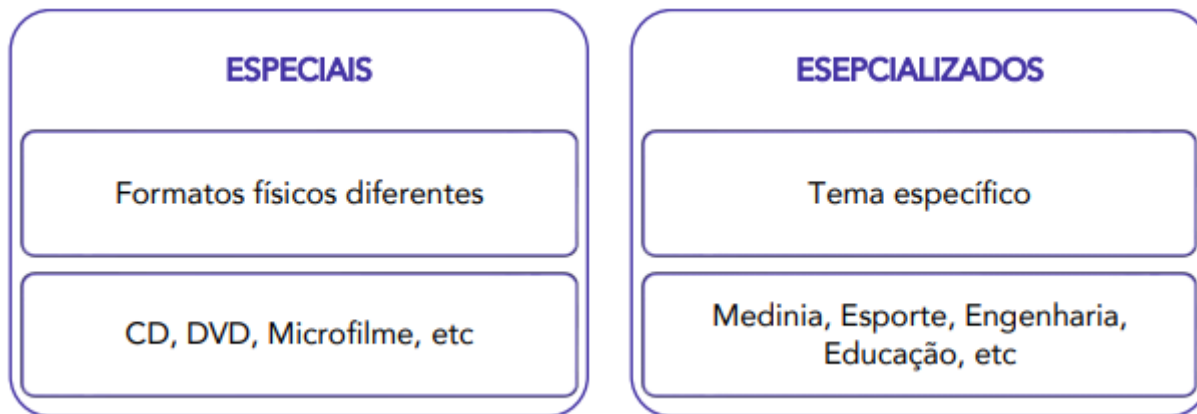 ESPECIAIS
Formatos físicos diferentes
CD, DVD, Microfilme, etc
ESEPCIALIZADOS
Tema específico
Medinia, Esporte, Engenharia,
Educação, etc